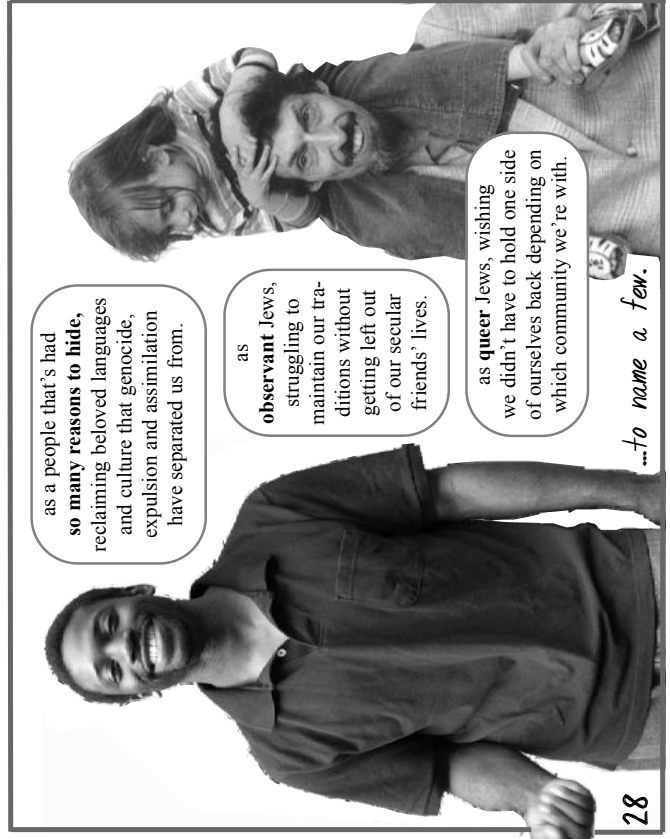 as a people that's had
so many reasons to hide,
reclaiming beloved languages
and culture that genocide,
expulsion and assimilation
have separated us from.
as
observant Jews,
struggling to
maintain our tra-
ditions without
getting left out
of our secular
friends' lives.
as queer Jews, wishing
we didn't have to hold one side
of ourselves back depending on
which community we're with.
...to name a few.
28